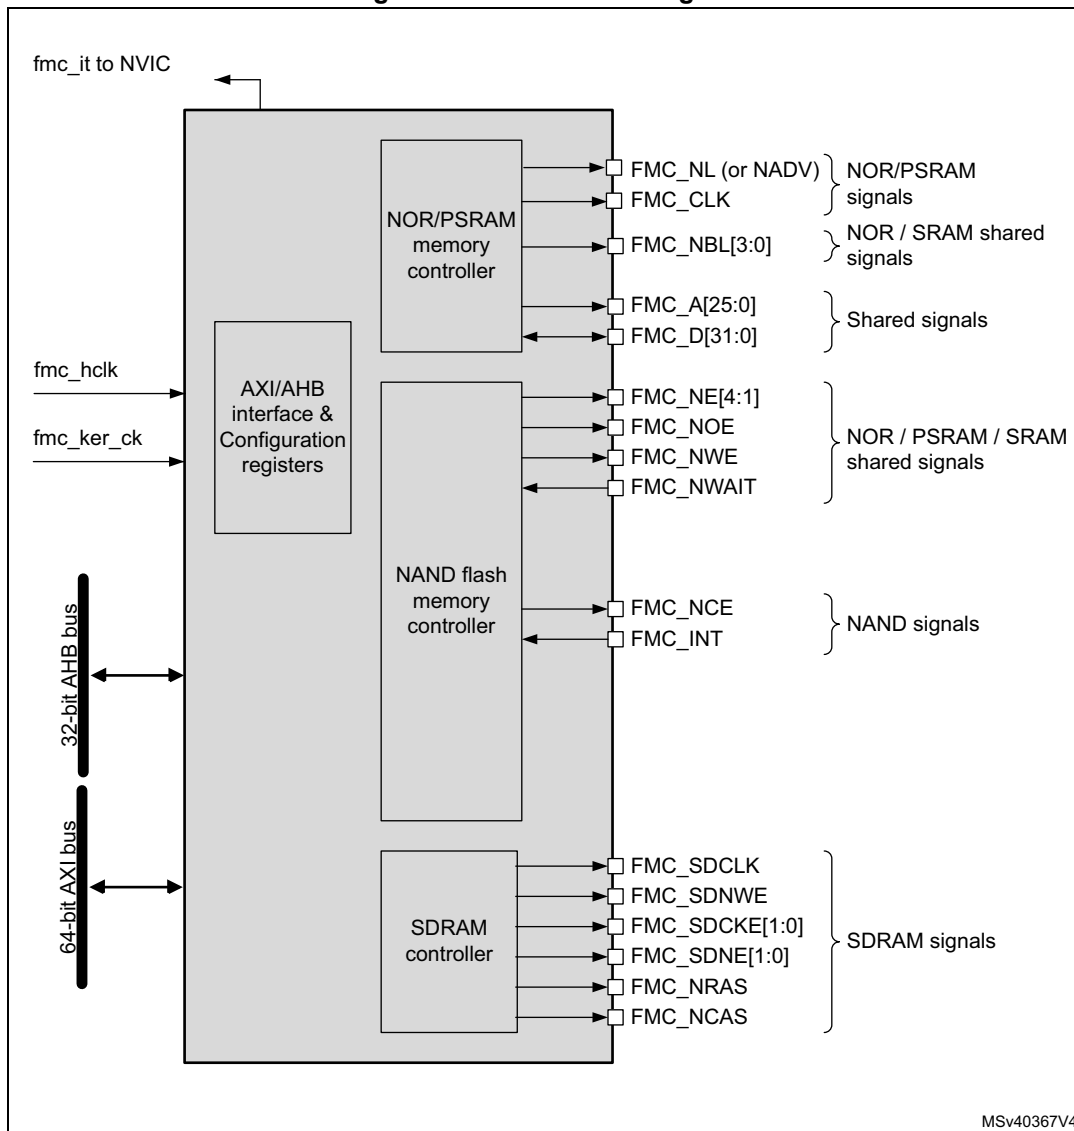 fmc_it to NVIC
NOR/PSRAM
memory
controller
FMC_NL (or NADV)
FMC_CLK
NOR/PSRAM
signals
FMC_NBL[3:0]
NOR / SRAM shared
signals
FMC_A[25:0]
FMC_D[31:0]
Shared signals
fmc_hclk
fmc_ker_ck
AXI/AHB
interface &
Configuration
registers
FMC_NE[4:1]
FMC_NOE
FMC_NWE
FMC_NWAIT
NOR / PSRAM / SRAM
shared signals
NAND flash
memory
controller
FMC_NCE
FMC_INT
NAND signals
32-bit AHB bus
64-bit AXI bus
SDRAM
controller
FMC_SDCLK
FMC_SDNWE
FMC_SDCKE[1:0]
FMC_SDNE[1:0]
FMC_NRAS
FMC_NCAS
SDRAM signals
MSv40367V4